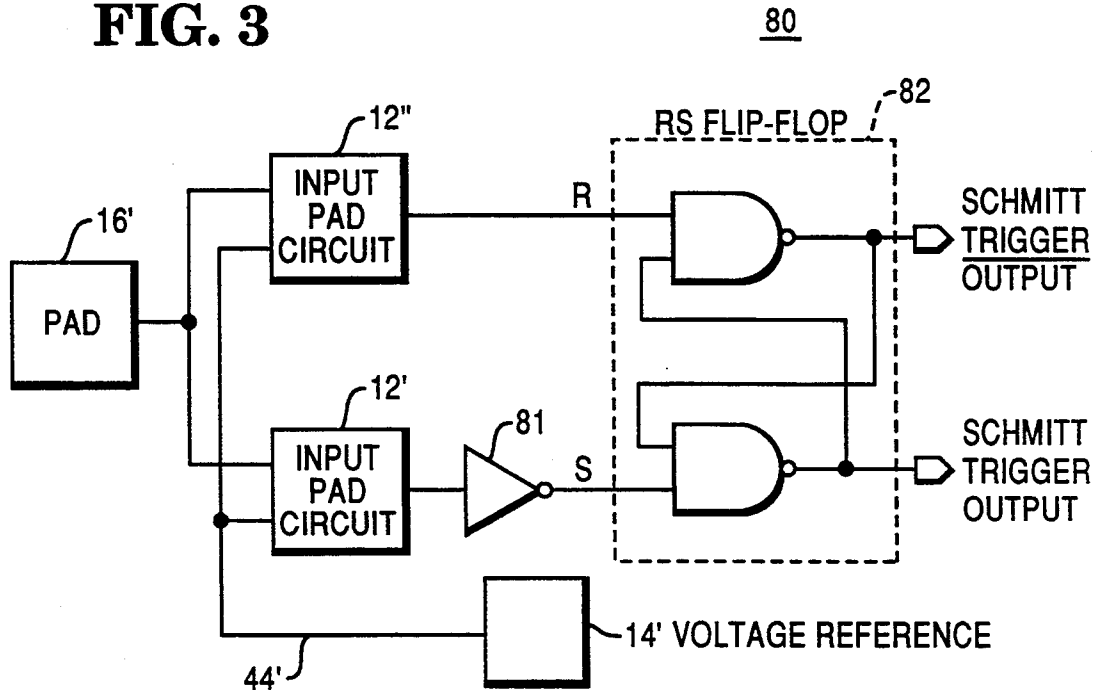 FIG. 3
80
12"
RS FLIP-FLOP
82
INPUT
PAD
CIRCUIT
R
SCHMITT
TRIGGER
OUTPUT
16'
PAD
12'
81
INPUT
PAD
CIRCUIT
S
SCHMITT
TRIGGER
OUTPUT
14' VOLTAGE REFERENCE
44'